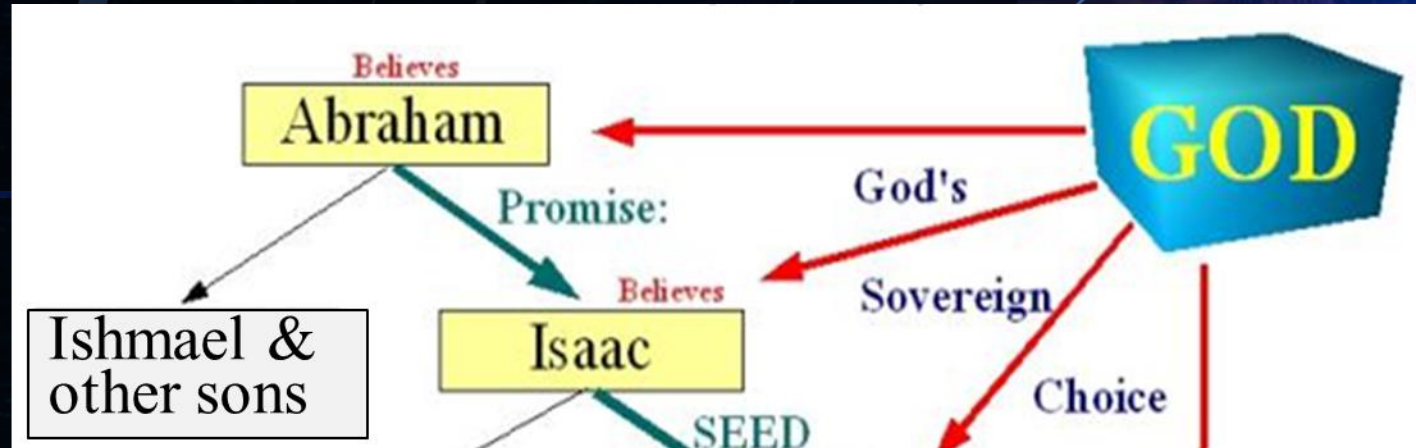 Believes
Abraham
GOD
God's
Promise:
Believes
Sovereign
Ishmael &
other sons
Isaac
Choice
SEED